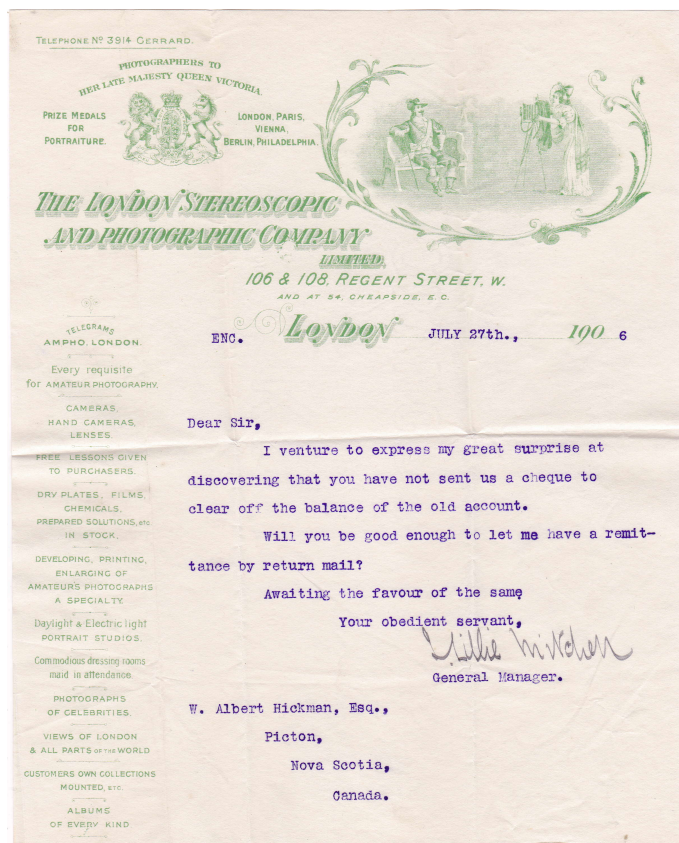 TELEPHONE Nº 3914 GERRARD.
PHOTOGRAPHERS TO
HER LATE MAJESTY QUEEN VICTORIA.
PRIZE MEDALS
FOR
PORTRAITURE.
LONDON, PARIS,
VIENNA,
BERLIN, PHILADELPHIA.
THE LONDON STEREOSCOPIC
AND PHOTOGRAPHIC COMPANY
LIMITED.
106 & 108, REGENT STREET, W.
AND AT 54, CHEAPSIDE, E.C.
ENC. LONDON JULY 27th., 1906
TELEGRAMS
AMPHO, LONDON.
Every requisite
for AMATEUR PHOTOGRAPHY.
CAMERAS,
HAND CAMERAS,
LENSES.
FREE LESSONS GIVEN
TO PURCHASERS.
DRY PLATES, FILMS,
CHEMICALS,
PREPARED SOLUTIONS, etc
IN STOCK.
DEVELOPING, PRINTING,
ENLARGING OF
AMATEUR'S PHOTOGRAPHS
A SPECIALTY.
Daylight & Electric light
PORTRAIT STUDIOS.
Commodious dressing rooms
maid in attendance.
PHOTOGRAPHS
OF CELEBRITIES.
VIEWS OF LONDON
& ALL PARTS OF THE WORLD
CUSTOMERS OWN COLLECTIONS
MOUNTED, ETC.
ALBUMS
OF EVERY KIND
Dear Sir,
I venture to express my great surprise at
discovering that you have not sent us a cheque to
clear off the balance of the old account.
Will you be good enough to let me have a remit-
tance by return mail?
Awaiting the favour of the same
Your obedient servant,
General Manager.
W. Albert Hickman, Esq.,
Picton,
Nova Scotia,
Canada.